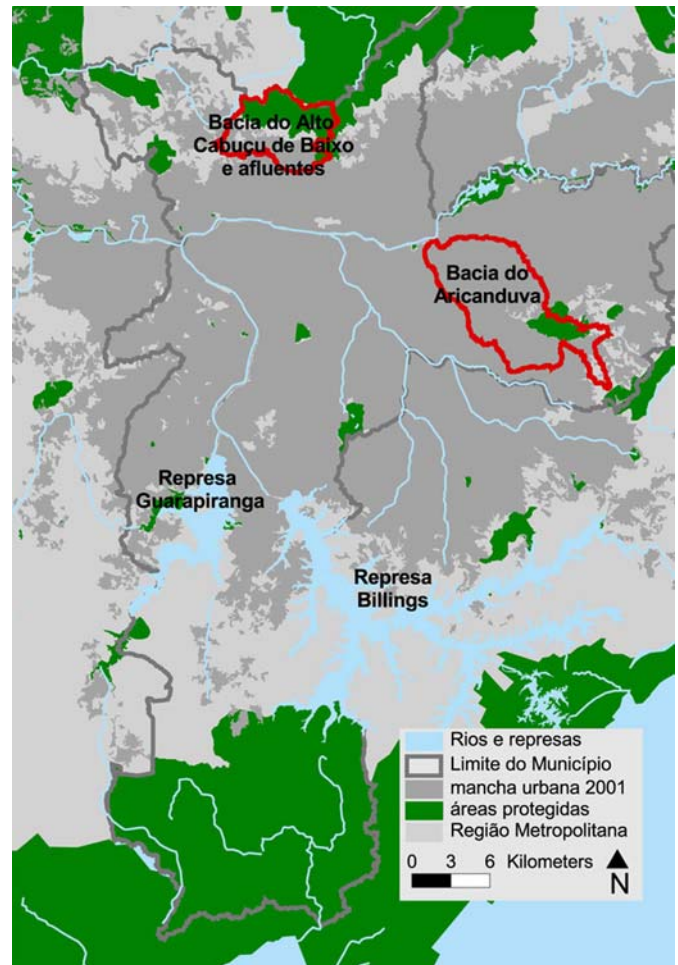 Bacia do Alto
Cabuçu de Baixo
e afluentes
Bacia do
Aricanduva
Represa
Guarapiranga
Represa
Billings
Rios e represas
Limite do Município
mancha urbana 2001
áreas protegidas
Região Metropolitana
0 3 6 Kilometers
N